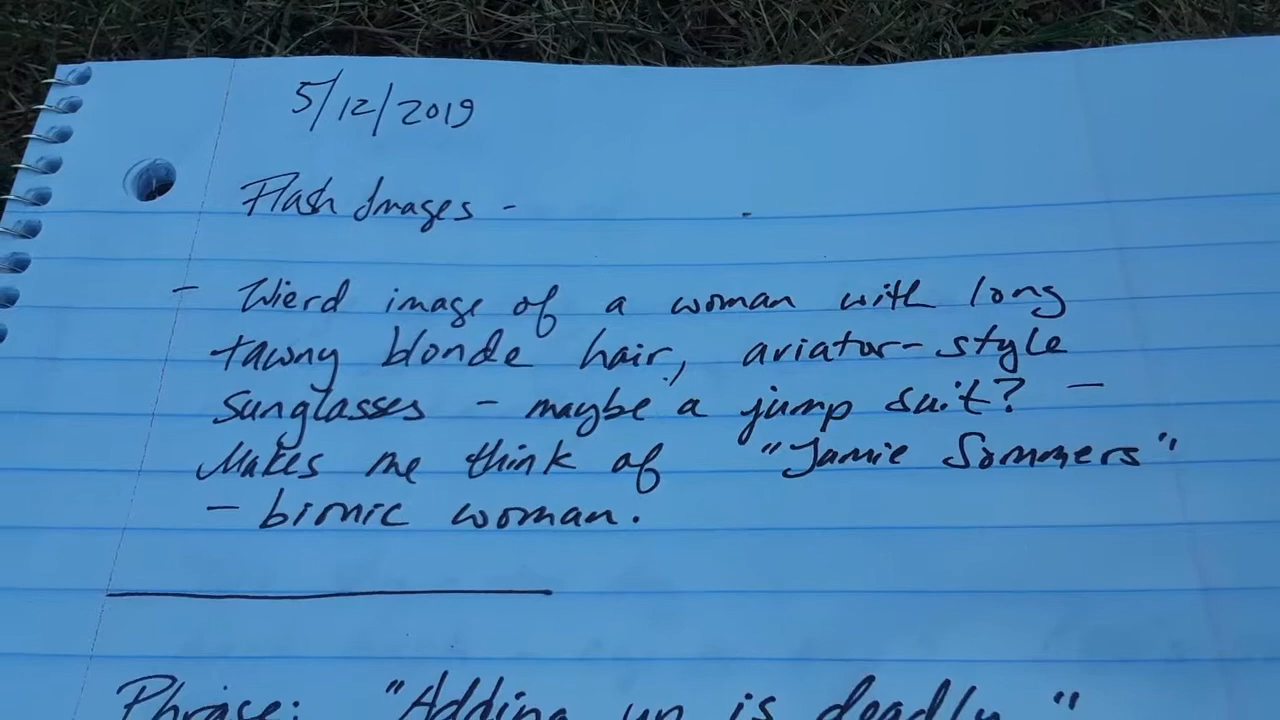 5/12/2019
Flash Images -
- Wierd image of a woman with long
tawny blonde hair, aviator-style
sunglasses - maybe a jump suit? -
Makes me think of "Jamie Sommers"
- bionic woman.
Phrase: "Adding up is deadly"